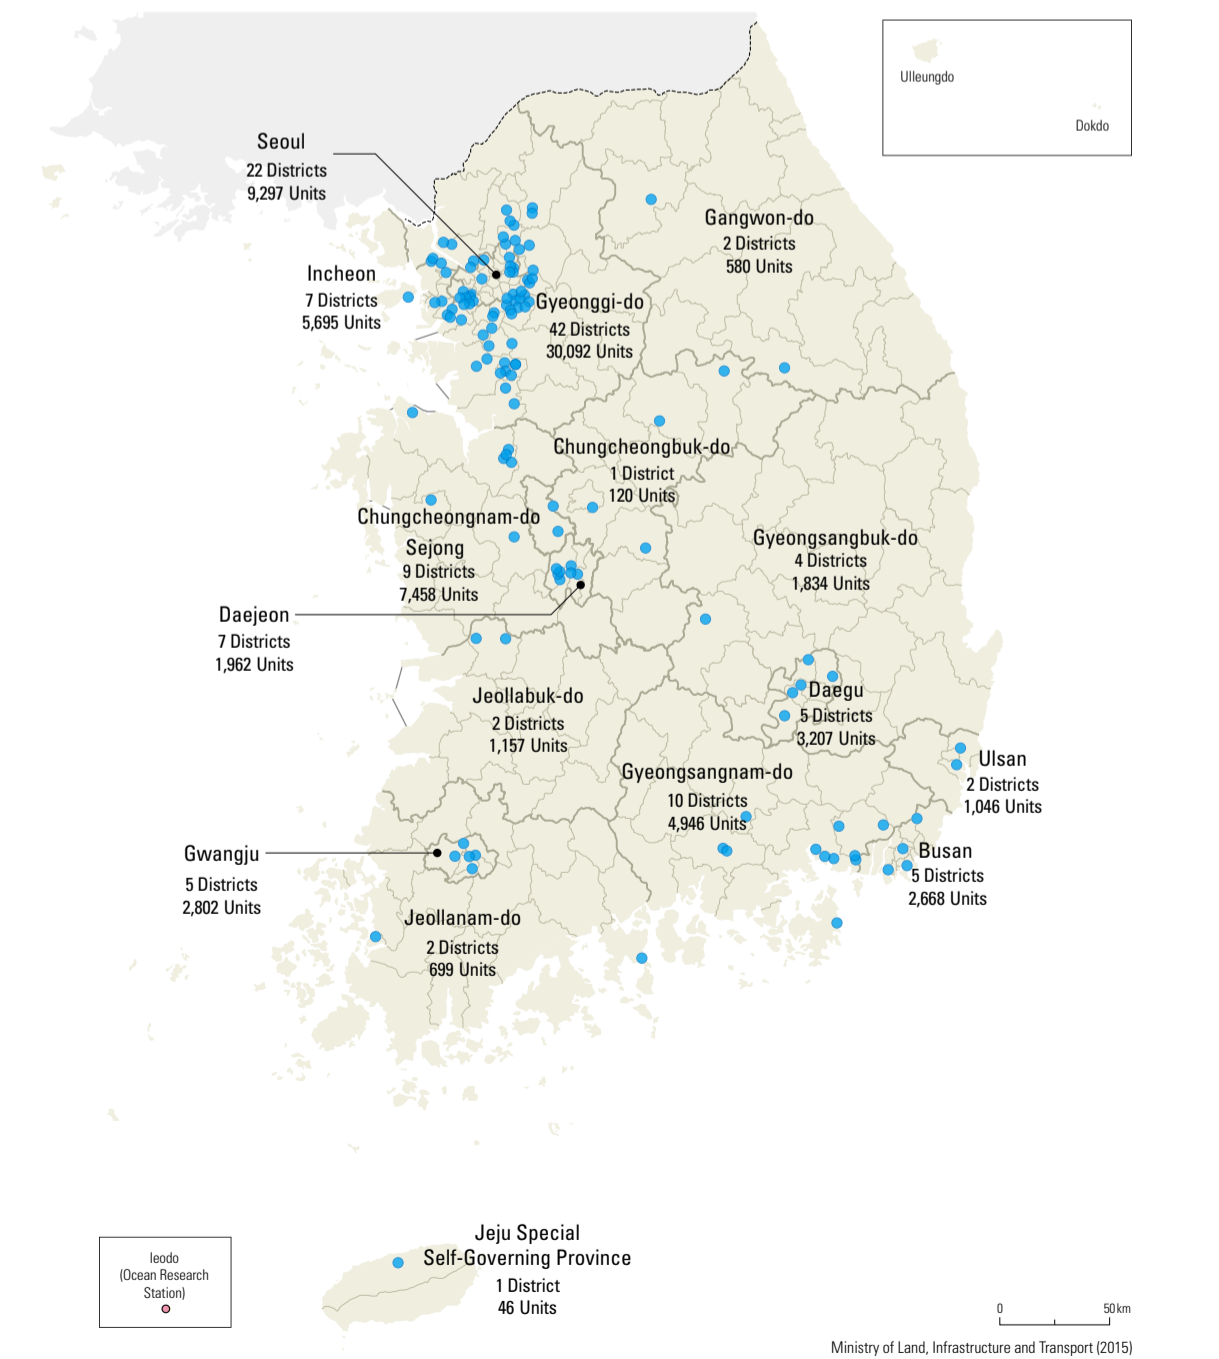 Ulleungdo
Dokdo
Seoul
22 Districts
9,297 Units
Gangwon-do
2 Districts
580 Units
Incheon
7 Districts
5,695 Units
Gyeonggi-do
42 Districts
30,092 Units
Chungcheongbuk-do
1 District
120 Units
Chungcheongnam-do
Sejong
9 Districts
7,458 Units
Gyeongsangbuk-do
4 Districts
1,834 Units
Daejeon
7 Districts
1,962 Units
Jeollabuk-do
2 Districts
1,157 Units
Daegu
5 Districts
3,207 Units
Ulsan
2 Districts
1,046 Units
Gyeongsangnam-do
10 Districts
4,946 Units
Gwangju
5 Districts
2,802 Units
Busan
5 Districts
2,668 Units
Jeollanam-do
2 Districts
699 Units
Jeju Special
Self-Governing Province
1 District
46 Units
Ieodo
(Ocean Research
Station)
0 50 km
Ministry of Land, Infrastructure and Transport (2015)